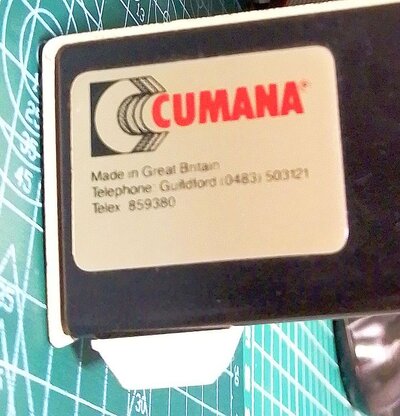 CUMANA®
Made in Great Britain
Telephone: Guildford (0483) 503121
Telex: 859380